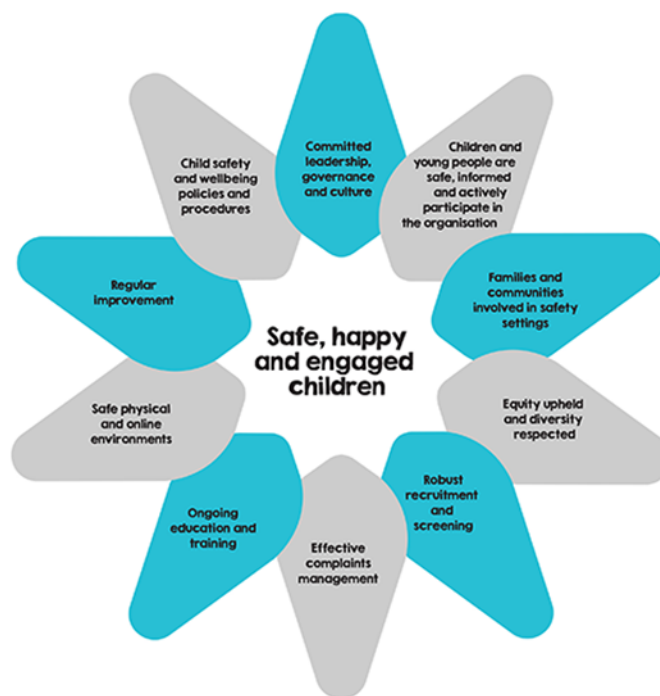 Committed
leadership,
governance
and culture
Children and
young people are
safe, informed
and actively
participate in
the organisation
Families and
communities
involved in safety
settings
Equity upheld
and diversity
respected
Robust
recruitment
and
screening
Effective
complaints
management
Ongoing
education and
training
Safe physical
and online
environments
Regular
improvement
Child safety
and wellbeing
policies and
procedures
Safe, happy
and engaged
children